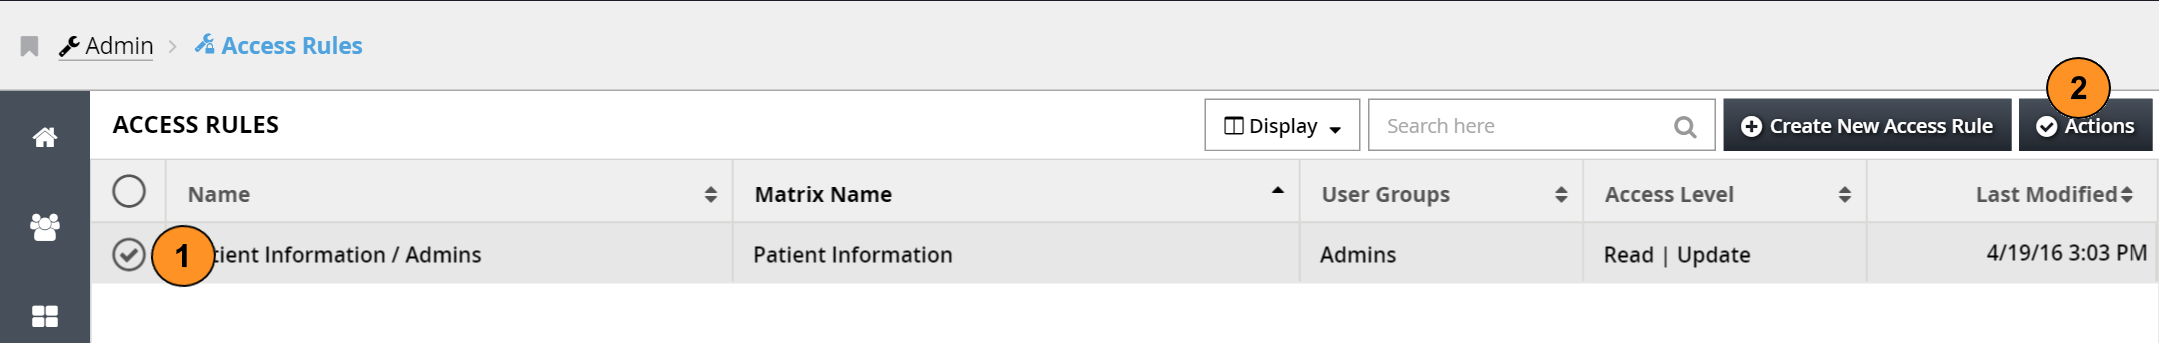 Admin > Access Rules
2
ACCESS RULES Display Search here Create New Access Rule Actions
Name Matrix Name User Groups Access Level Last Modified
1 tient Information / Admins Patient Information Admins Read | Update 4/19/16 3:03 PM